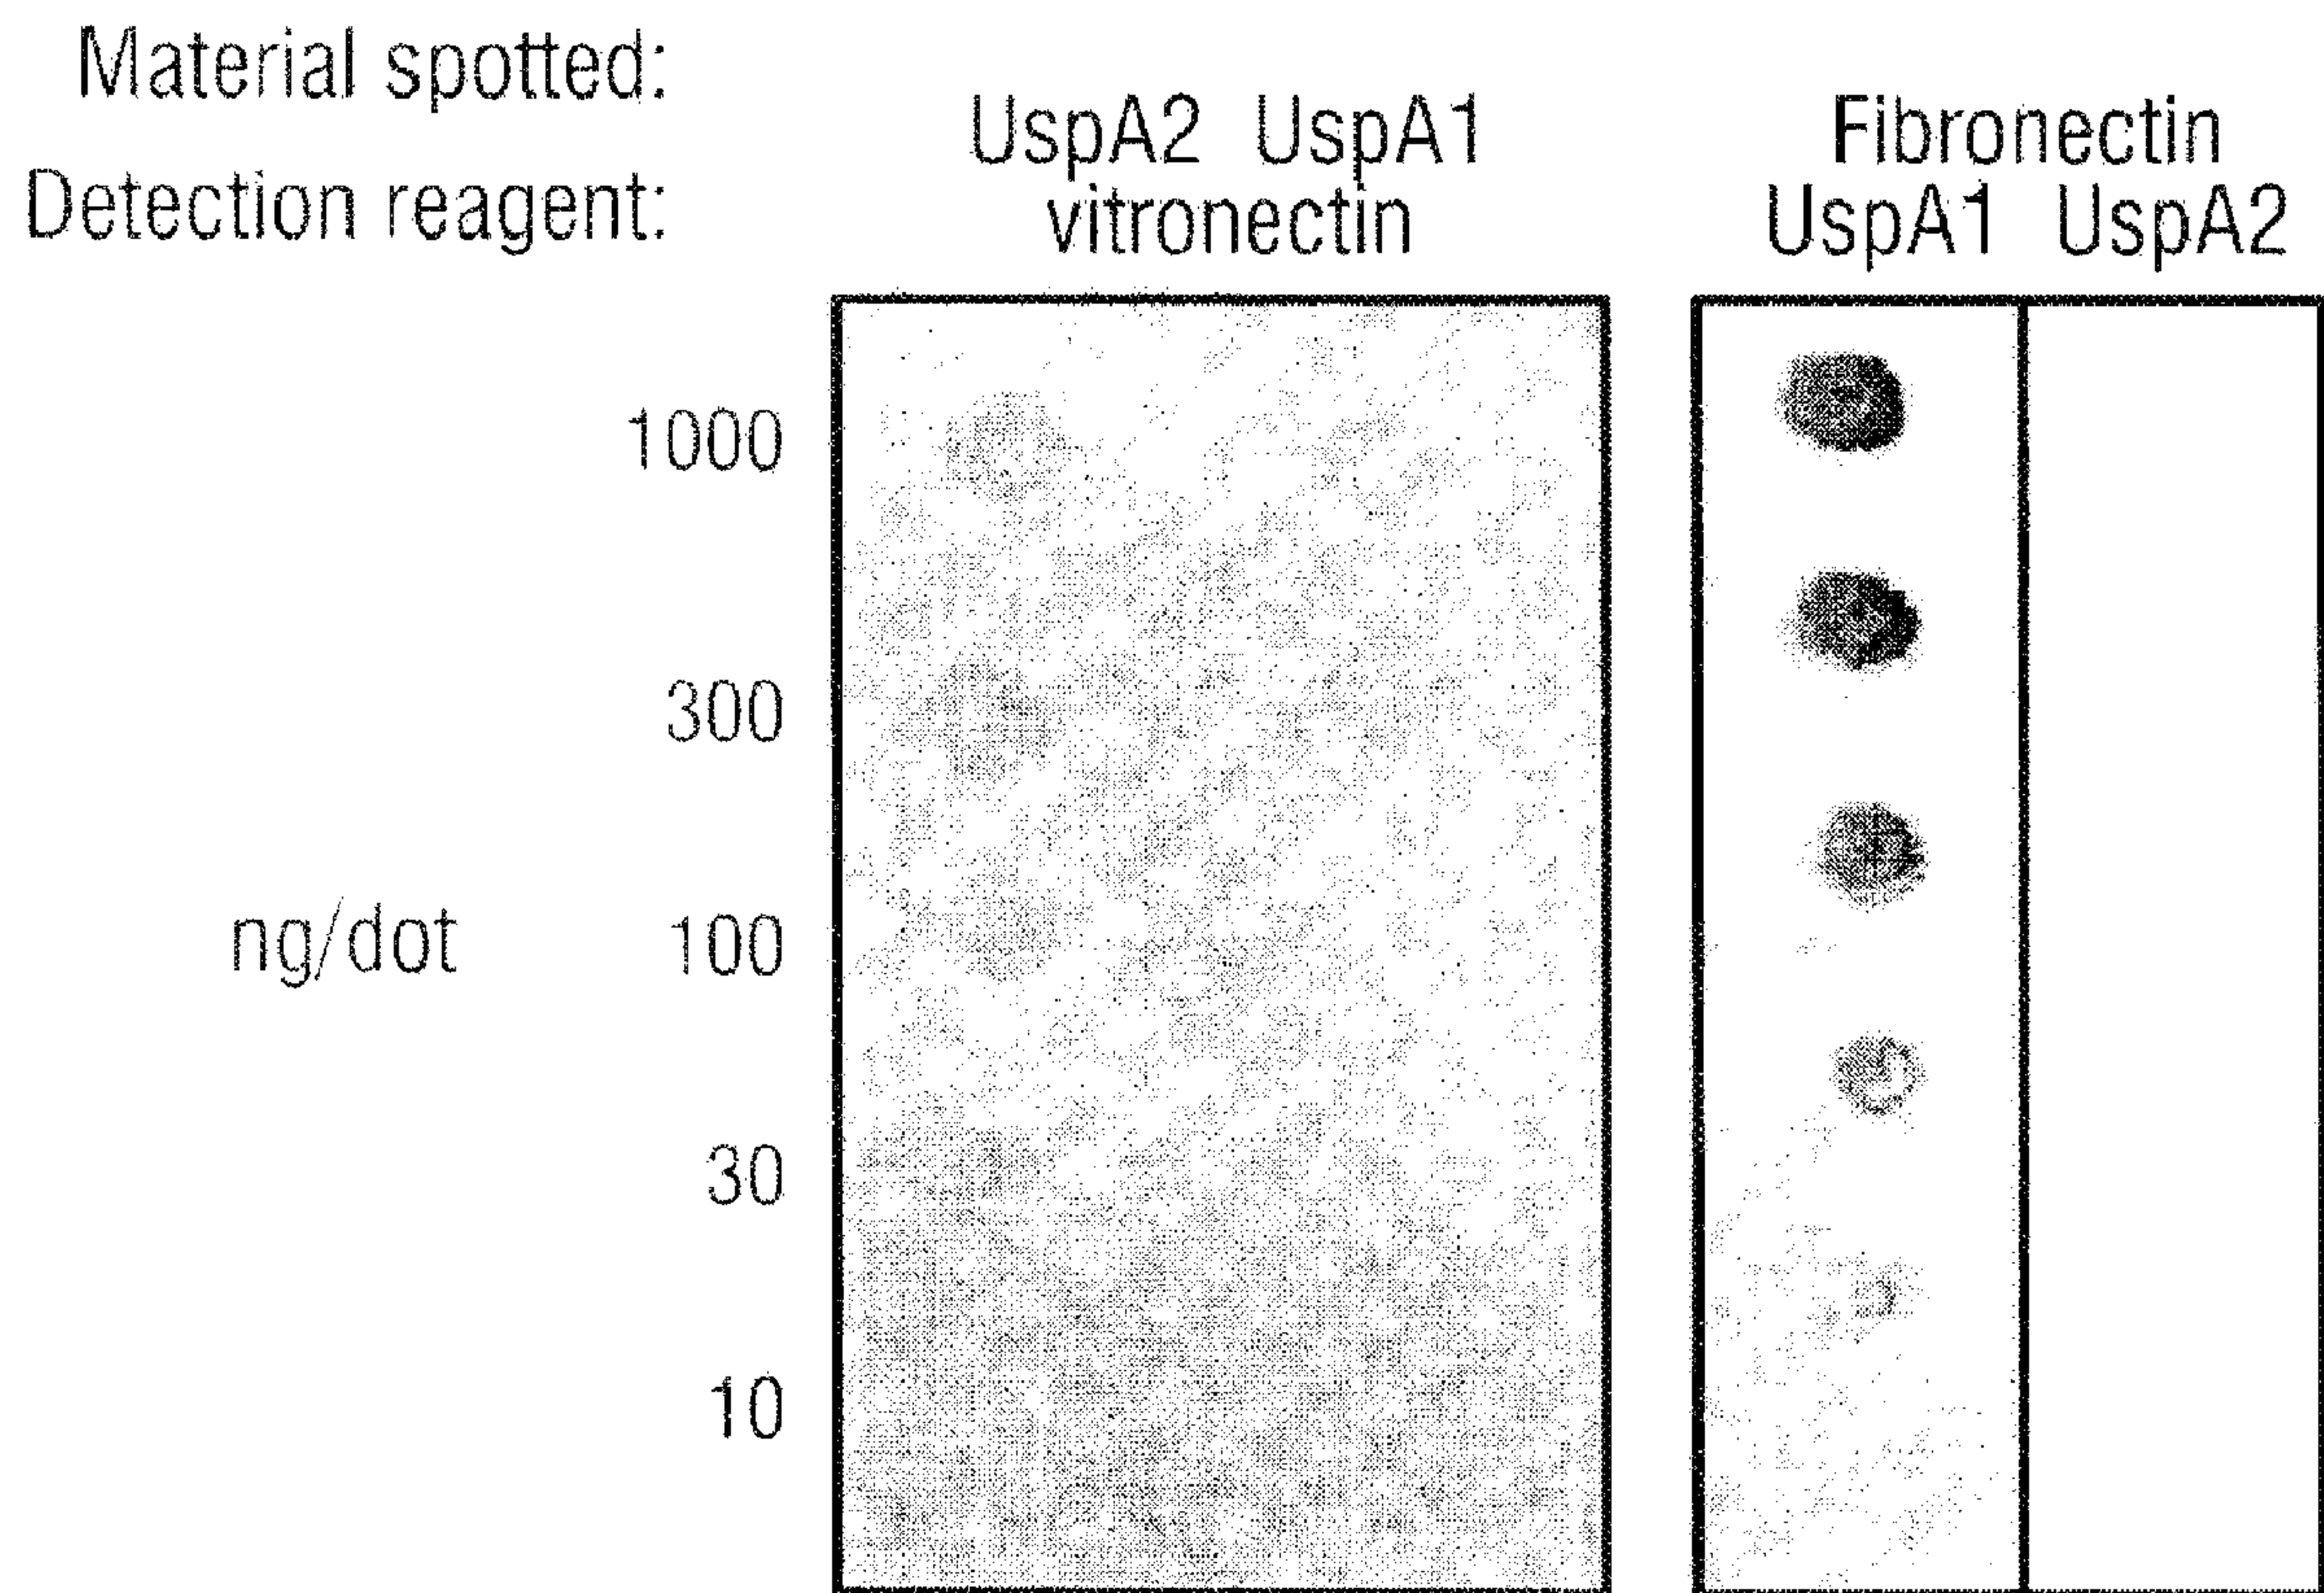 Material spotted:
UspA2 UspA1
Fibronectin
Detection reagent:
vitronectin
UspA1 UspA2
1000
300
ng/dot 100
30
10